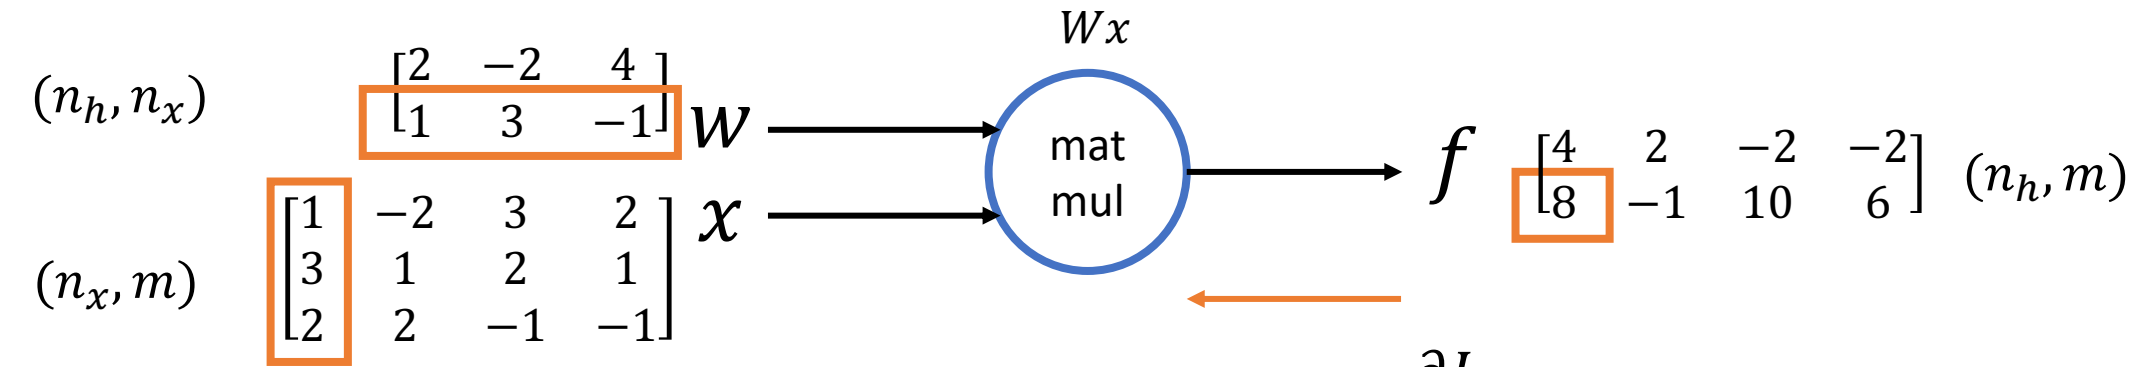 Wx
(n_h, n_x)
[2 −2 4
1 3 −1]
W
mat
mul
f
[4 2 −2 −2
8 −1 10 6]
(n_h, m)
x
[1 −2 3 2
3 1 2 1
2 2 −1 −1]
(n_x, m)